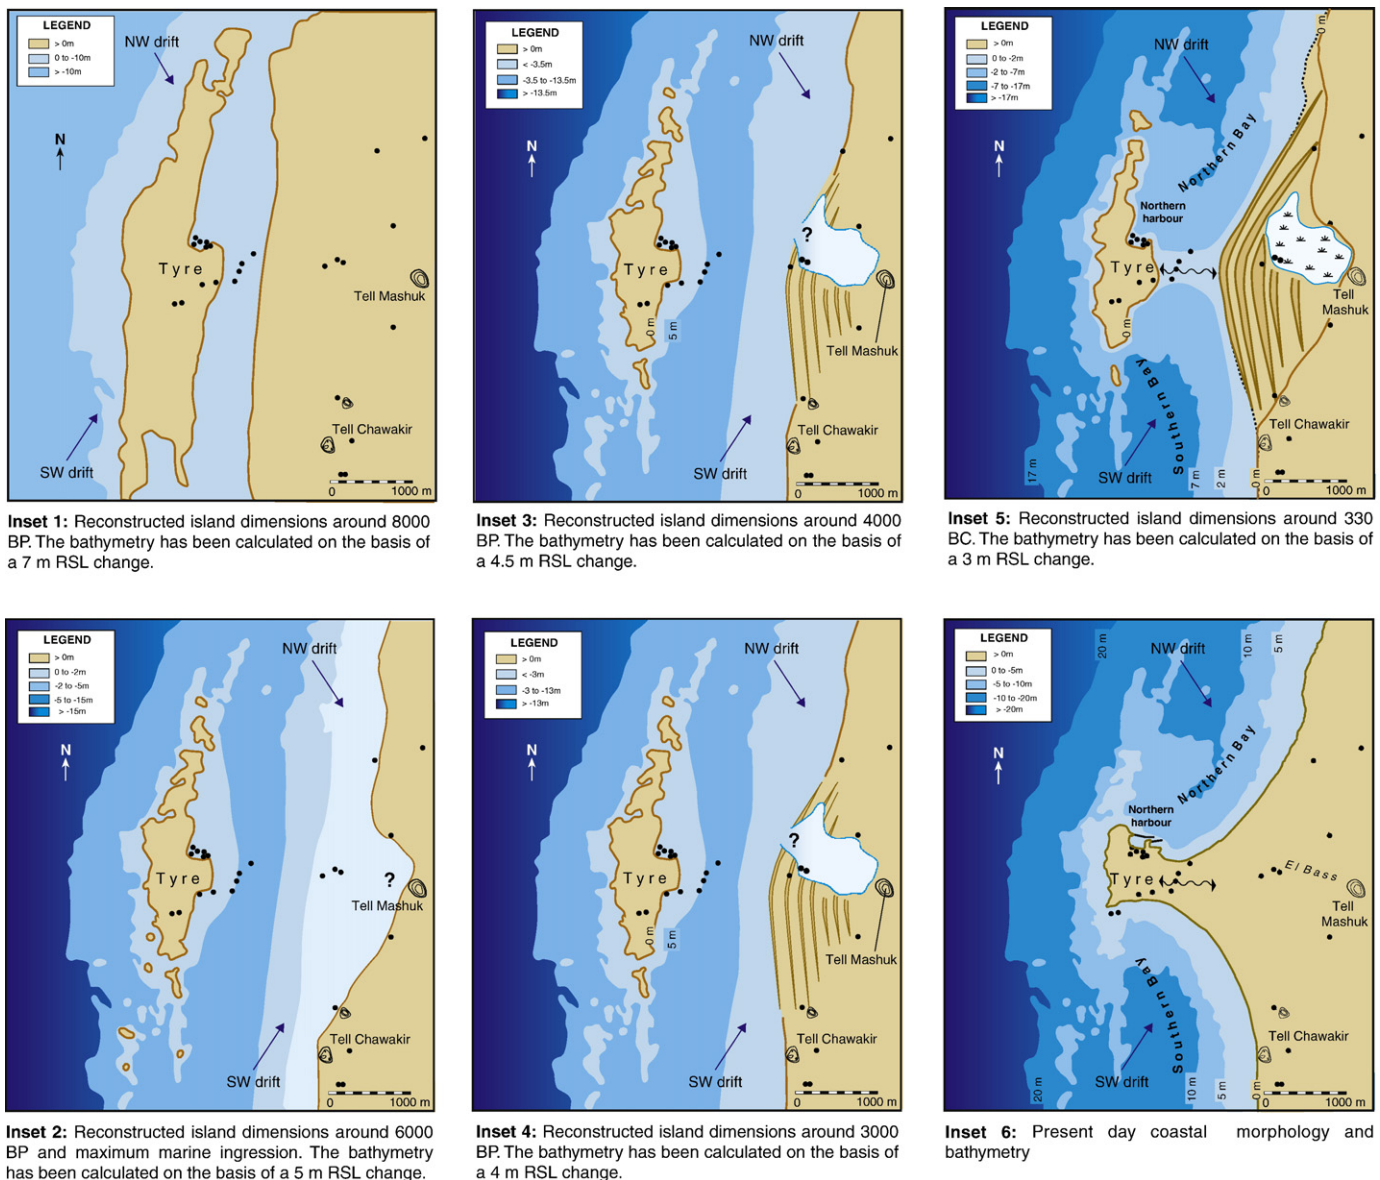 LEGEND
> 0m
0 to -10m
> -10m
NW drift
N
Tyre
Tell Mashuk
Tell Chawakir
SW drift
0 1000 m
Inset 1: Reconstructed island dimensions around 8000
BP. The bathymetry has been calculated on the basis of
a 7 m RSL change.
LEGEND
> 0m
< -3.5m
-3.5 to -13.5m
> -13.5m
NW drift
N
?
Tyre
0 m
5 m
Tell Mashuk
Tell Chawakir
SW drift
0 1000 m
Inset 3: Reconstructed island dimensions around 4000
BP. The bathymetry has been calculated on the basis of
a 4.5 m RSL change.
LEGEND
> 0m
0 to -2m
-2 to -7m
-7 to -17m
> -17m
NW drift
0 m
N
Northern Bay
Northern
harbour
Tyre
Tell
Mashuk
0 m
Southern Bay
Tell Chawakir
SW drift
17 m
7 m
2 m
0 m
0 1000 m
Inset 5: Reconstructed island dimensions around 330
BC. The bathymetry has been calculated on the basis of
a 3 m RSL change.
LEGEND
> 0m
0 to -2m
-2 to -5m
-5 to -15m
> -15m
NW drift
N
Tyre
?
Tell Mashuk
Tell Chawakir
SW drift
0 1000 m
Inset 2: Reconstructed island dimensions around 6000
BP and maximum marine ingression. The bathymetry
has been calculated on the basis of a 5 m RSL change.
LEGEND
> 0m
< -3m
-3 to -13m
> -13m
NW drift
N
?
Tyre
0 m
5 m
Tell Mashuk
Tell Chawakir
SW drift
0 1000 m
Inset 4: Reconstructed island dimensions around 3000
BP. The bathymetry has been calculated on the basis of
a 4 m RSL change.
LEGEND
> 0m
0 to -5m
-5 to -10m
-10 to -20m
> -20m
20 m
NW drift
10 m
5 m
N
Northern Bay
Northern
harbour
Tyre
El Bass
Tell
Mashuk
Southern Bay
Tell Chawakir
SW drift
20 m
10 m
5 m
0 m
0 1000 m
Inset 6: Present day coastal morphology and
bathymetry